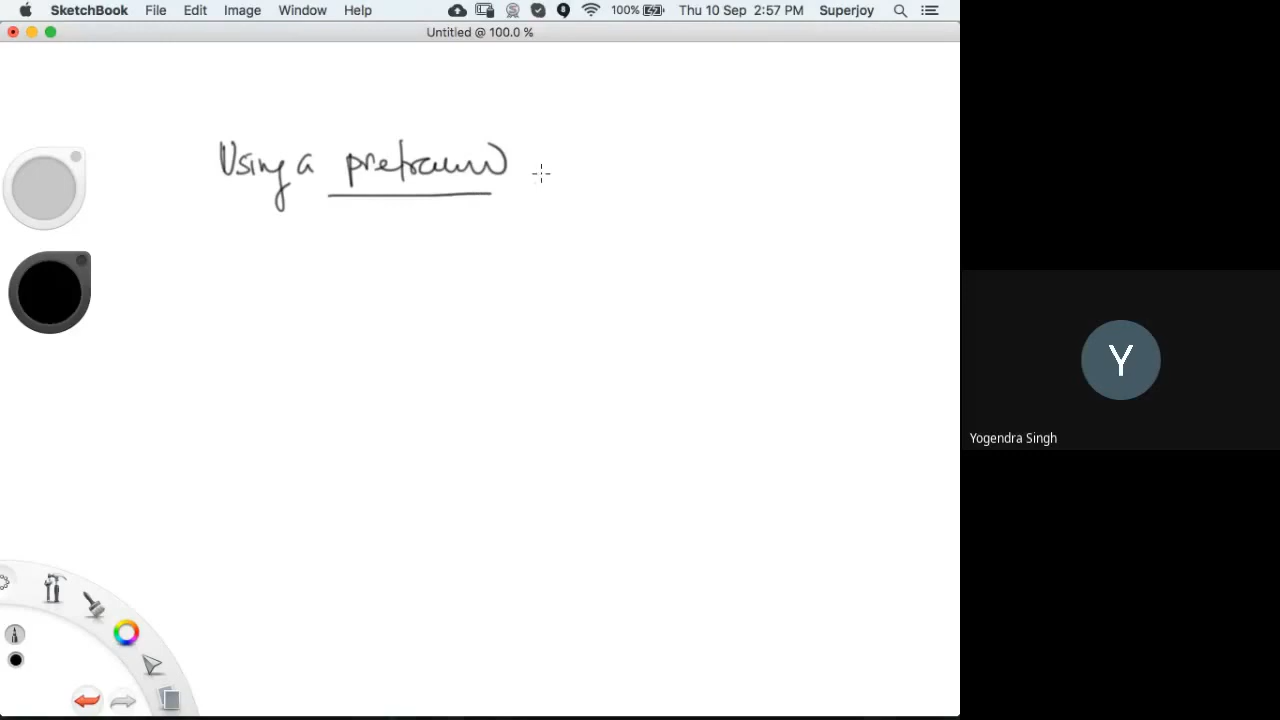 SketchBook File Edit Image Window Help 100% Thu 10 Sep 2:57 PM Superjoy
Untitled @ 100.0 %
Using a pretrained
Y
Yogendra Singh